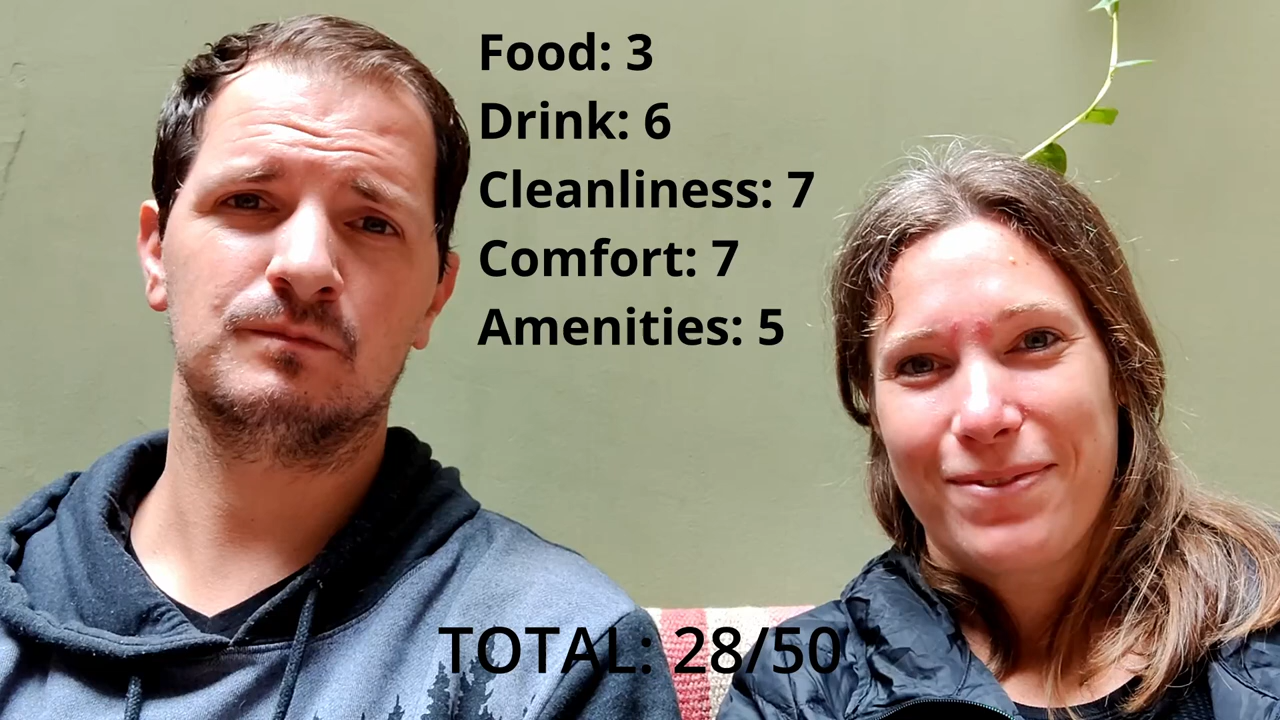 Food: 3
Drink: 6
Cleanliness: 7
Comfort: 7
Amenities: 5
TOTAL: 28/50